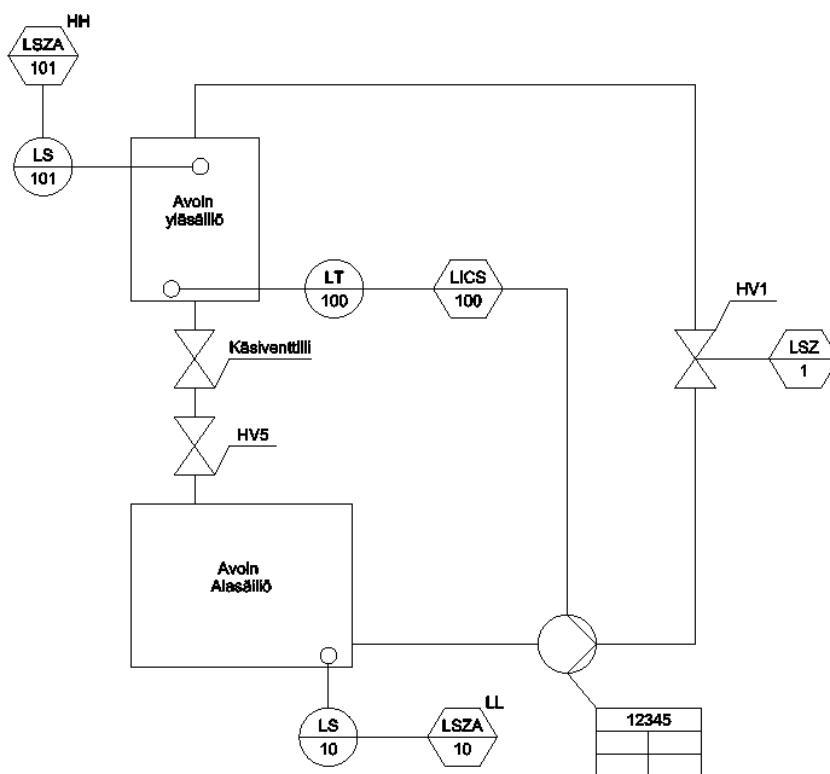 HH
LSZA
101
LS
101
Avoin
yläsäiliö
LT
100
LICS
100
HV1
Käsiventtiili
LSZ
1
HV5
Avoin
Alasäiliö
LL
LS
10
LSZA
10
12345